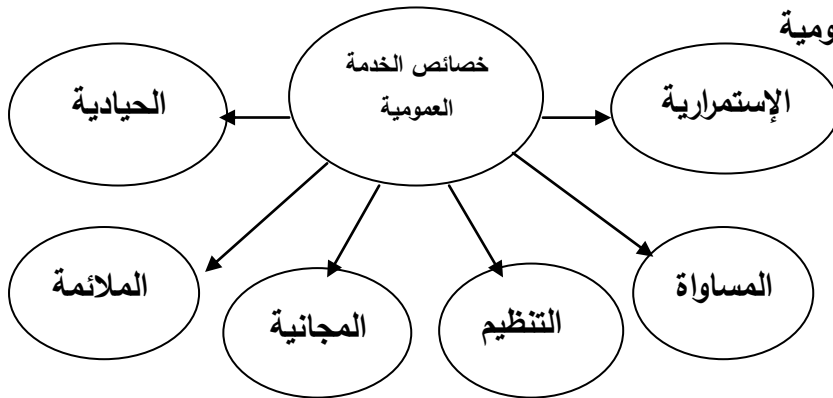 خصائص الخدمة
العمومية
الإستمرارية
الحيادية
المساواة
التنظيم
المجانية
الملائمة